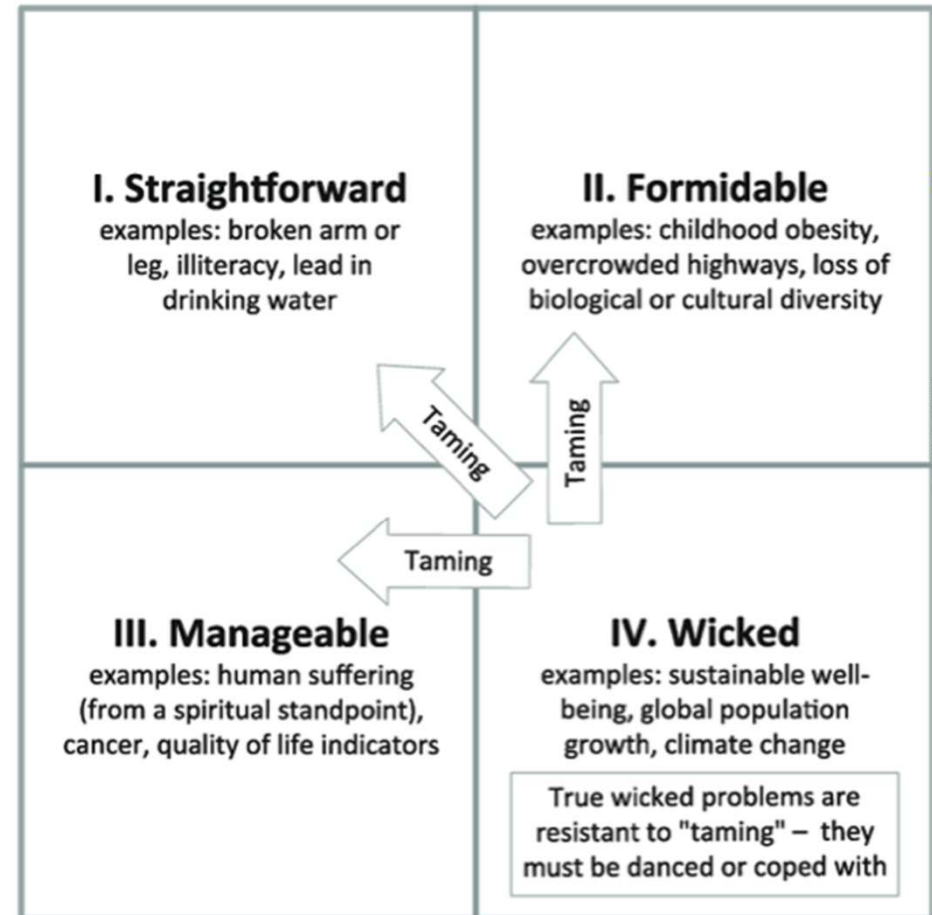 I. Straightforward
examples: broken arm or
leg, illiteracy, lead in
drinking water
II. Formidable
examples: childhood obesity,
overcrowded highways, loss of
biological or cultural diversity
Taming
Taming
Taming
III. Manageable
examples: human suffering
(from a spiritual standpoint),
cancer, quality of life indicators
IV. Wicked
examples: sustainable well-
being, global population
growth, climate change
True wicked problems are
resistant to "taming" – they
must be danced or coped with